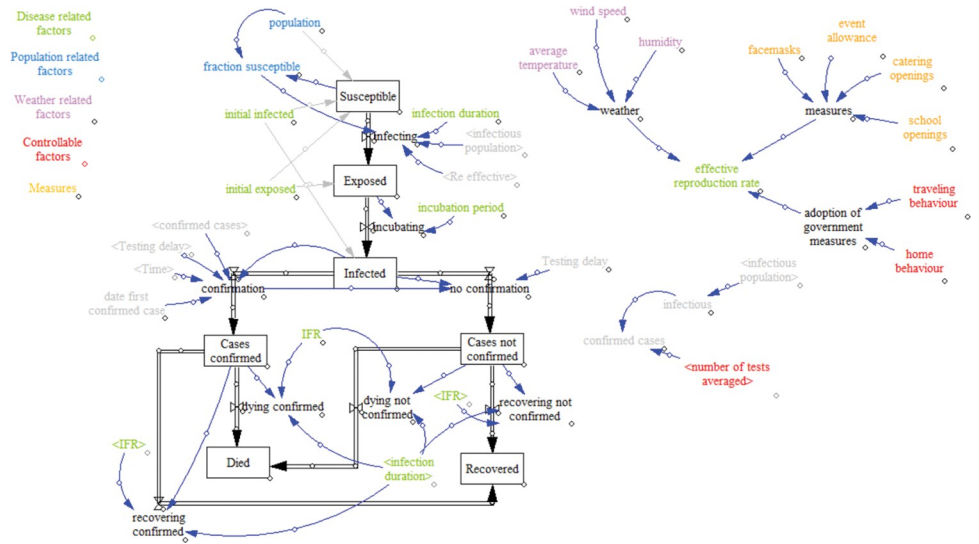 Disease related
factors
Population related
factors
Weather related
factors
Controllable
factors
Measures
population
fraction susceptible
Susceptible
initial infected
infection duration
infecting
<infectious
population>
<Re effective>
initial exposed
Exposed
incubation period
incubating
<confirmed cases>
<Testing delay>
<Time>
confirmation
date first
confirmed case
Infected
no confirmation
Testing delay
Cases
confirmed
IFR
Cases not
confirmed
dying confirmed
dying not
confirmed
<IFR>
recovering not
confirmed
<IFR>
Died
<infection
duration>
Recovered
recovering
confirmed
wind speed
average
temperature
humidity
weather
facemasks
event
allowance
catering
openings
measures
school
openings
effective
reproduction rate
traveling
behaviour
adoption of
government
measures
home
behaviour
<infectious
population>
infectious
confirmed cases
<number of tests
averaged>